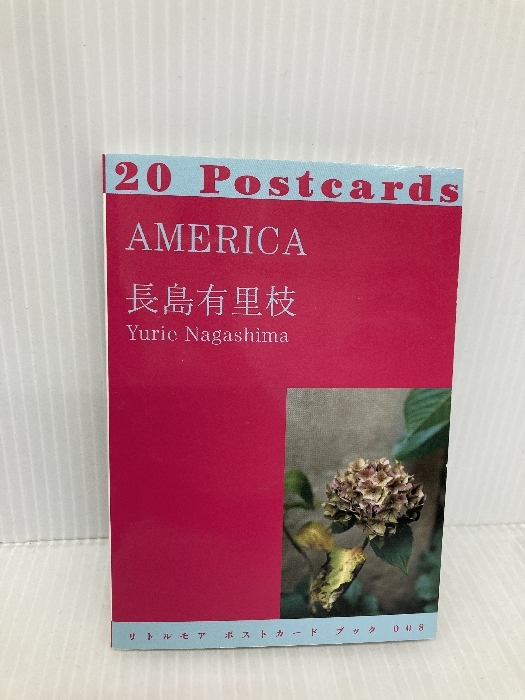 20 Postcards
AMERICA
長島有里枝
Yurie Nagashima
リトルモア ポストカード ブック 008